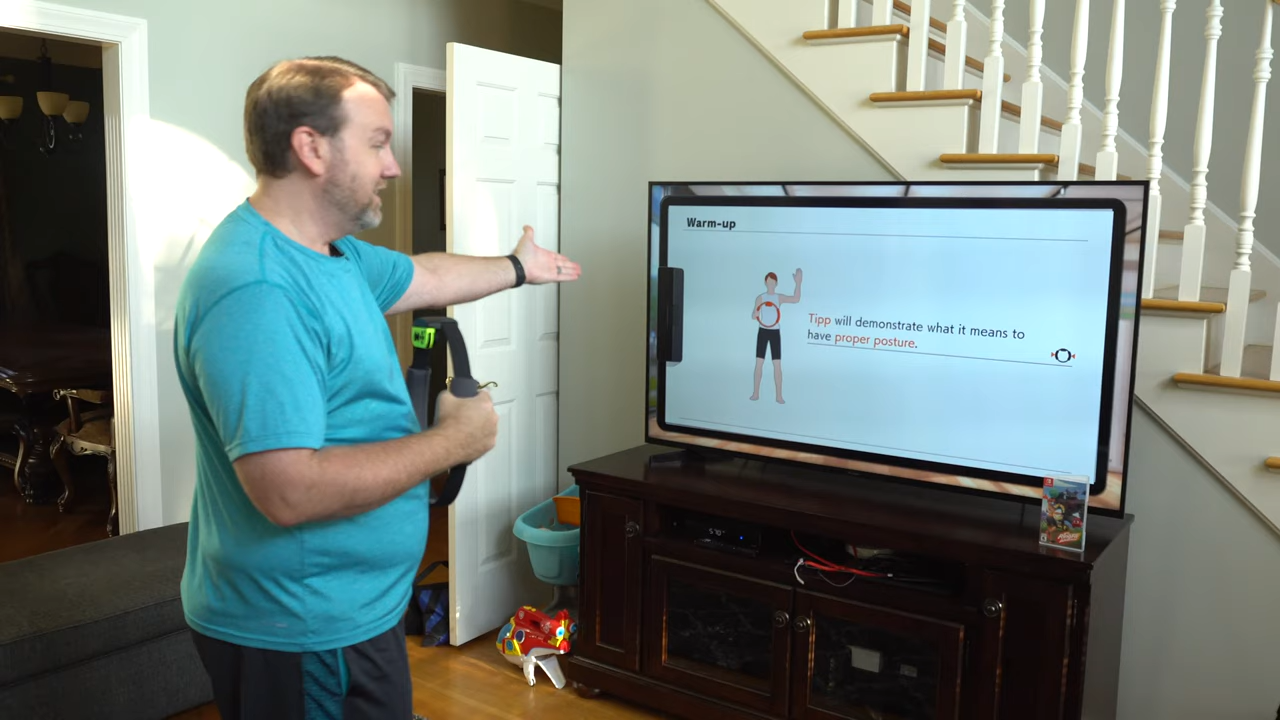 Warm-up
Tipp will demonstrate what it means to
have proper posture.